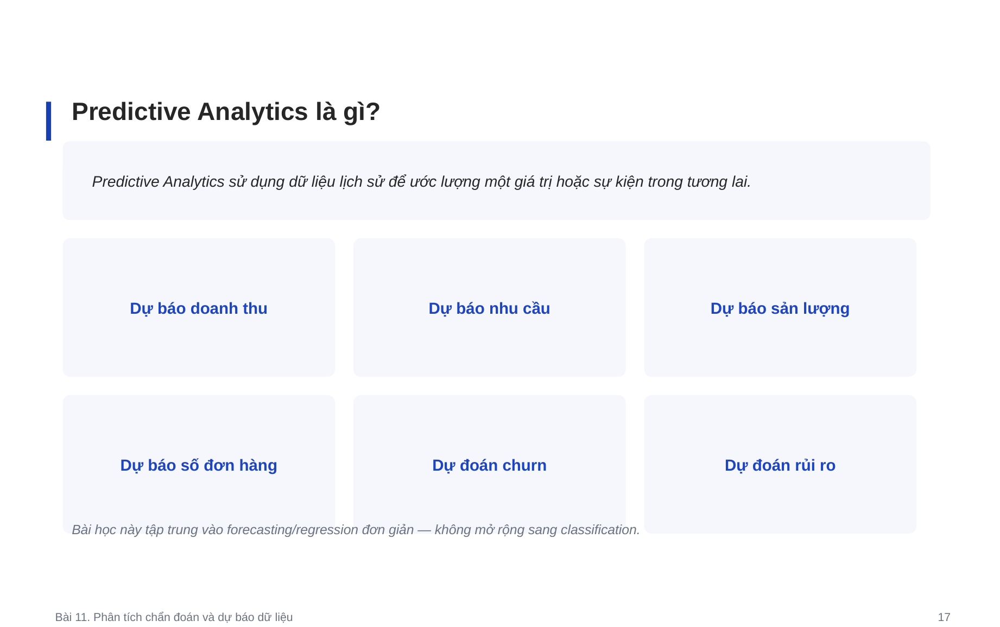 Predictive Analytics là gì?
Predictive Analytics sử dụng dữ liệu lịch sử để ước lượng một giá trị hoặc sự kiện trong tương lai.
Dự báo doanh thu
Dự báo nhu cầu
Dự báo sản lượng
Dự báo số đơn hàng
Dự đoán churn
Dự đoán rủi ro
Bài học này tập trung vào forecasting/regression đơn giản — không mở rộng sang classification.
Bài 11. Phân tích chẩn đoán và dự báo dữ liệu
17